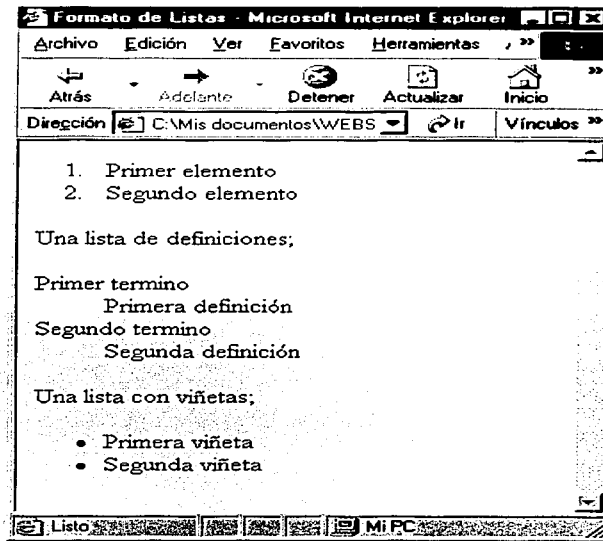 Formato de Listas - Microsoft Internet Explorer
Archivo Edición Ver Favoritos Herramientas »
Atrás Adelante Detener Actualizar Inicio »
Dirección C:\Mis documentos\WEBS Ir Vínculos »
1. Primer elemento
2. Segundo elemento
Una lista de definiciones;
Primer termino
Primera definición
Segundo termino
Segunda definición
Una lista con viñetas;
• Primera viñeta
• Segunda viñeta
Listo Mi PC